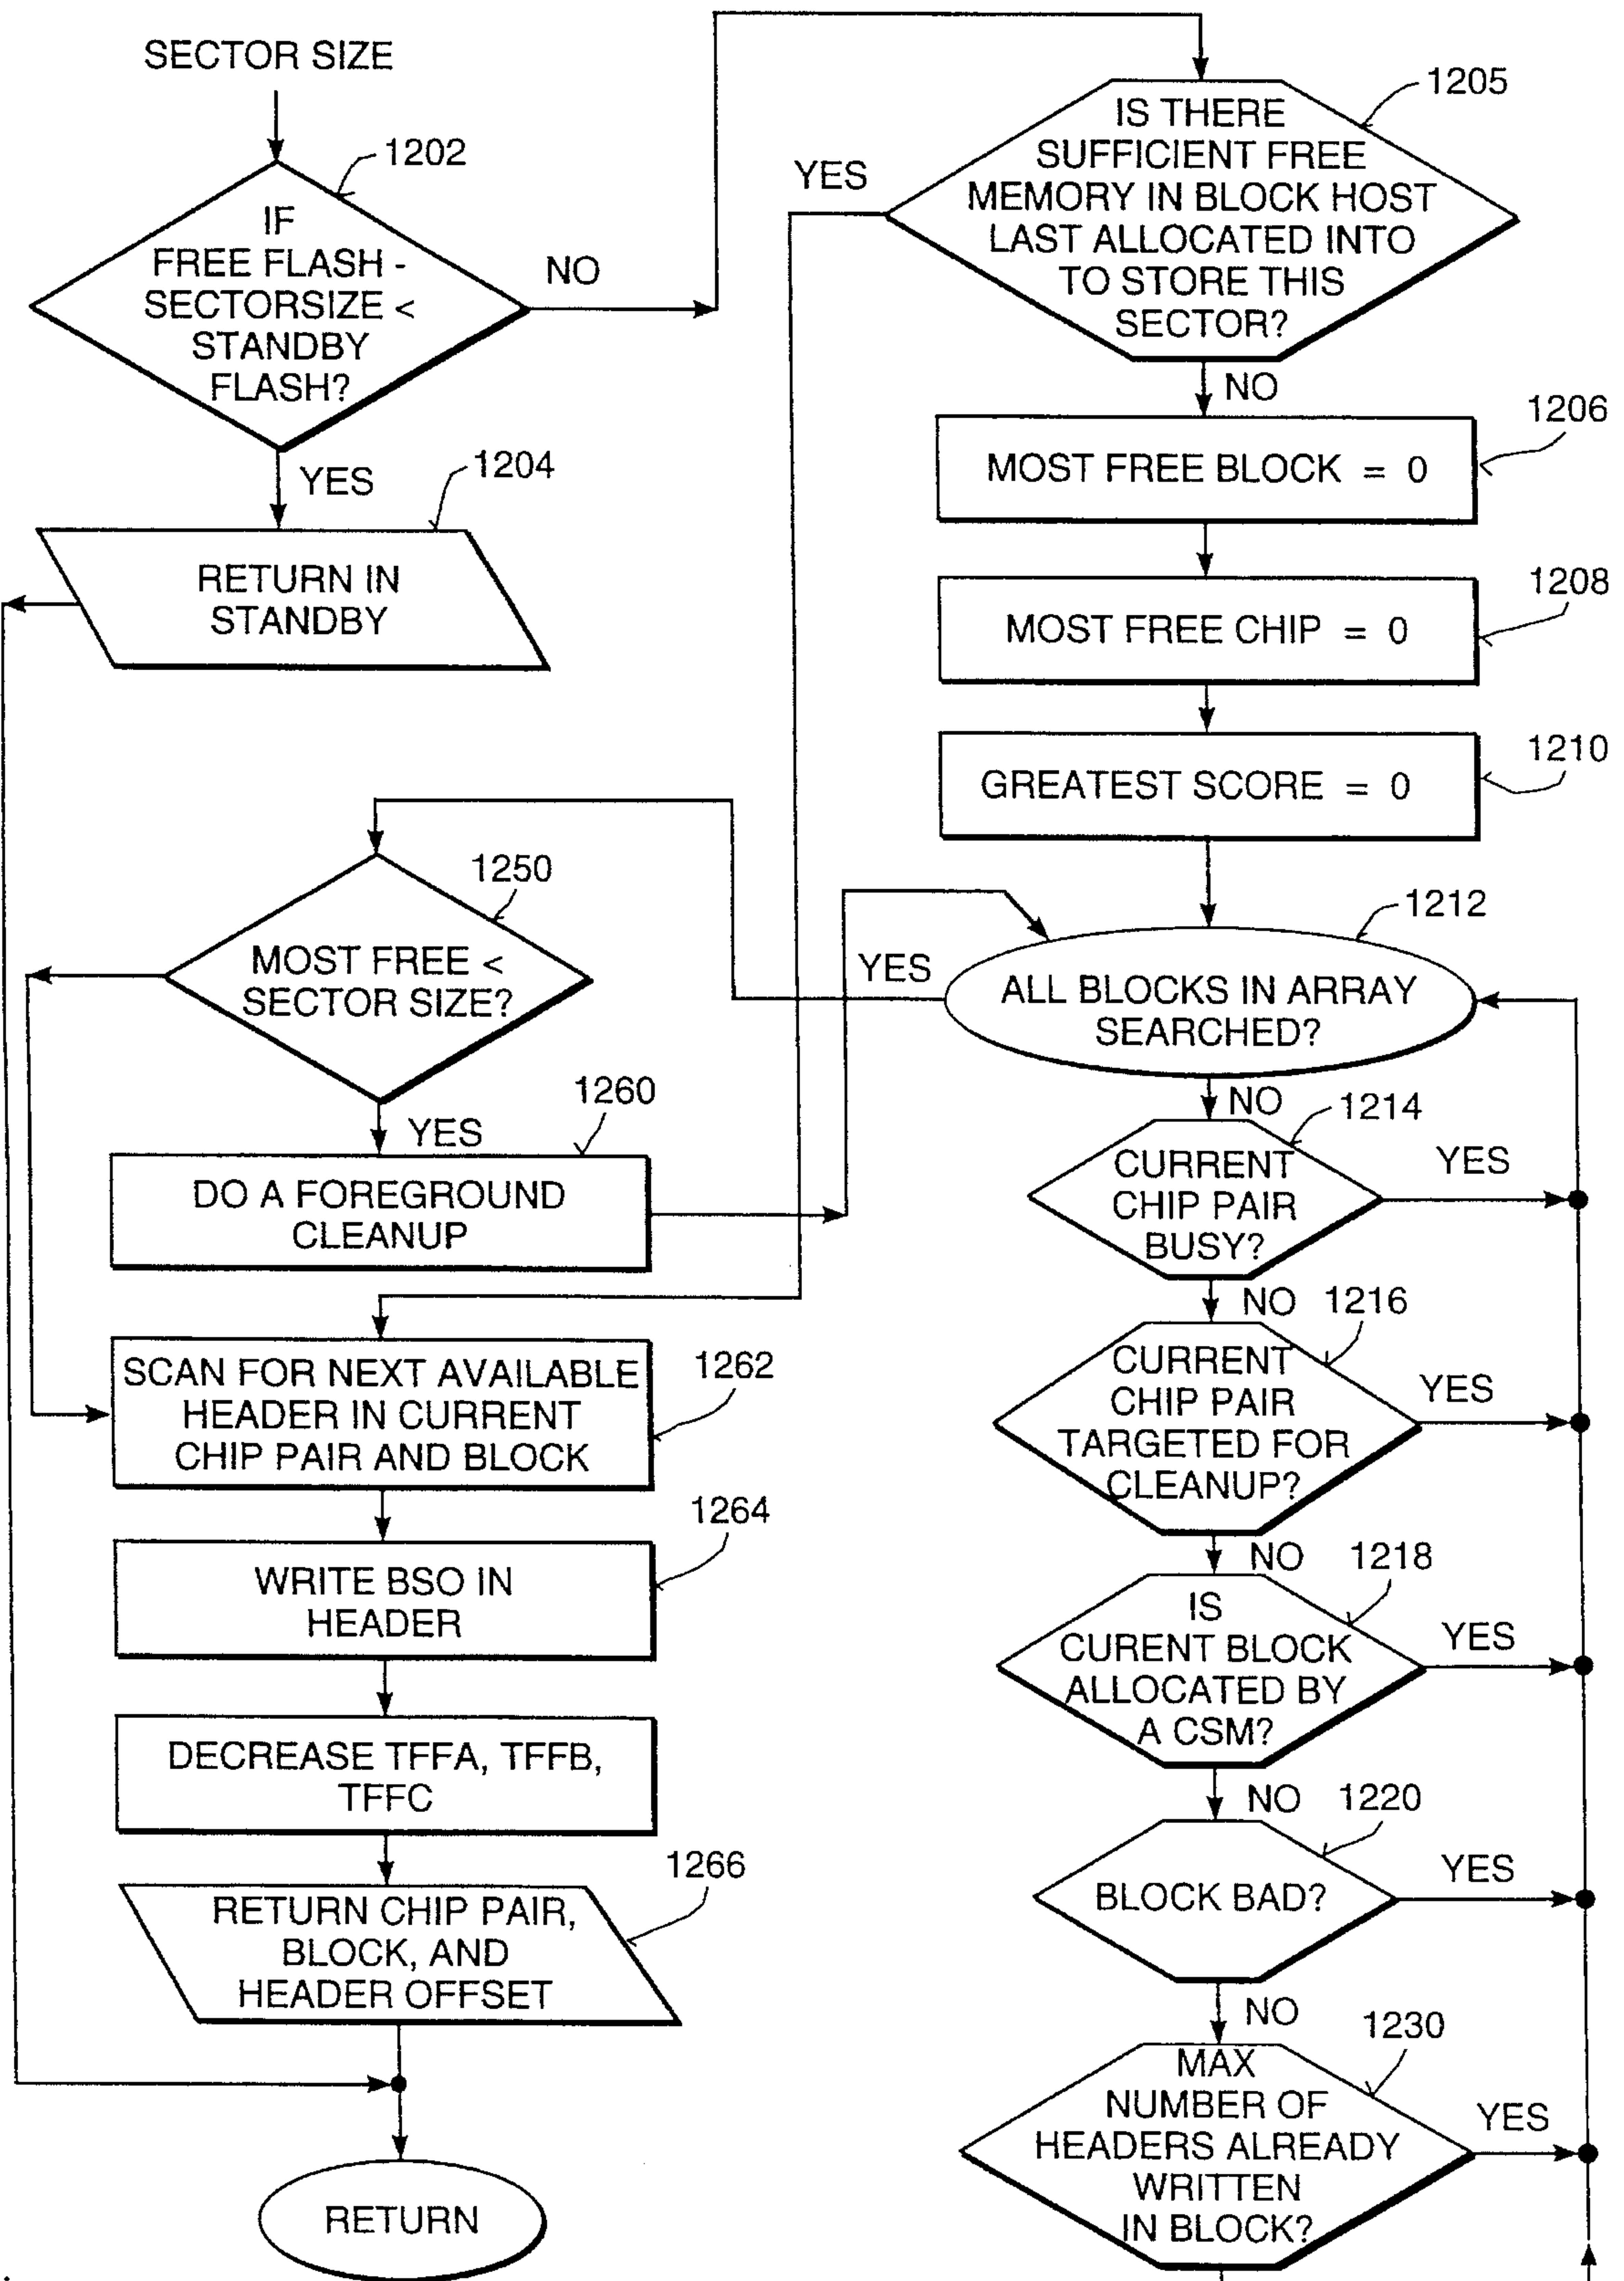 SECTOR SIZE
1202
IF
FREE FLASH -
SECTORSIZE <
STANDBY
FLASH?
NO
YES
1204
RETURN IN
STANDBY
1205
IS THERE
SUFFICIENT FREE
MEMORY IN BLOCK HOST
LAST ALLOCATED INTO
TO STORE THIS
SECTOR?
YES
NO
1206
MOST FREE BLOCK = 0
1208
MOST FREE CHIP = 0
1210
GREATEST SCORE = 0
1212
ALL BLOCKS IN ARRAY
SEARCHED?
YES
NO
1250
MOST FREE <
SECTOR SIZE?
YES
1260
DO A FOREGROUND
CLEANUP
1262
SCAN FOR NEXT AVAILABLE
HEADER IN CURRENT
CHIP PAIR AND BLOCK
1264
WRITE BSO IN
HEADER
DECREASE TFFA, TFFB,
TFFC
1266
RETURN CHIP PAIR,
BLOCK, AND
HEADER OFFSET
RETURN
1214
CURRENT
CHIP PAIR
BUSY?
YES
NO
1216
CURRENT
CHIP PAIR
TARGETED FOR
CLEANUP?
YES
NO
1218
IS
CURENT BLOCK
ALLOCATED BY
A CSM?
YES
NO
1220
BLOCK BAD?
YES
NO
1230
MAX
NUMBER OF
HEADERS ALREADY
WRITTEN
IN BLOCK?
YES